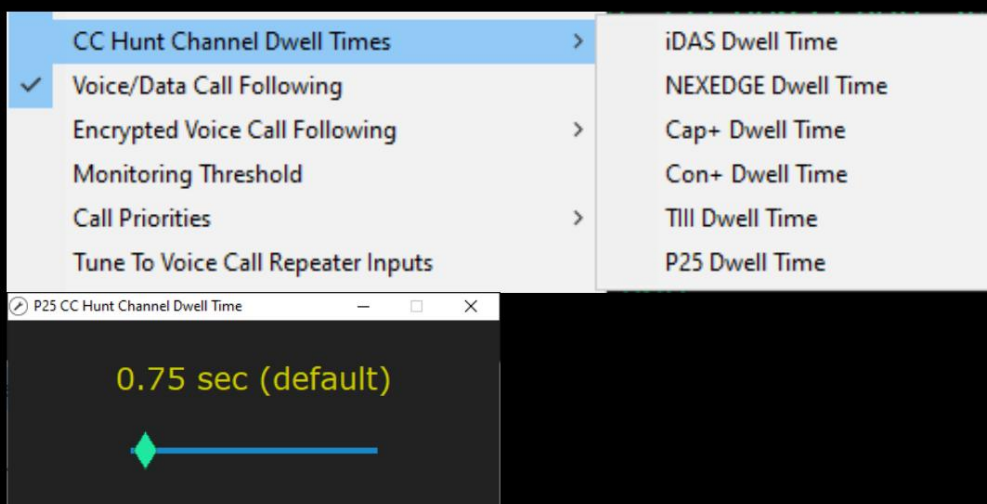 CC Hunt Channel Dwell Times
Voice/Data Call Following
Encrypted Voice Call Following
Monitoring Threshold
Call Priorities
Tune To Voice Call Repeater Inputs
iDAS Dwell Time
NEXEDGE Dwell Time
Cap+ Dwell Time
Con+ Dwell Time
TIII Dwell Time
P25 Dwell Time
P25 CC Hunt Channel Dwell Time
0.75 sec (default)